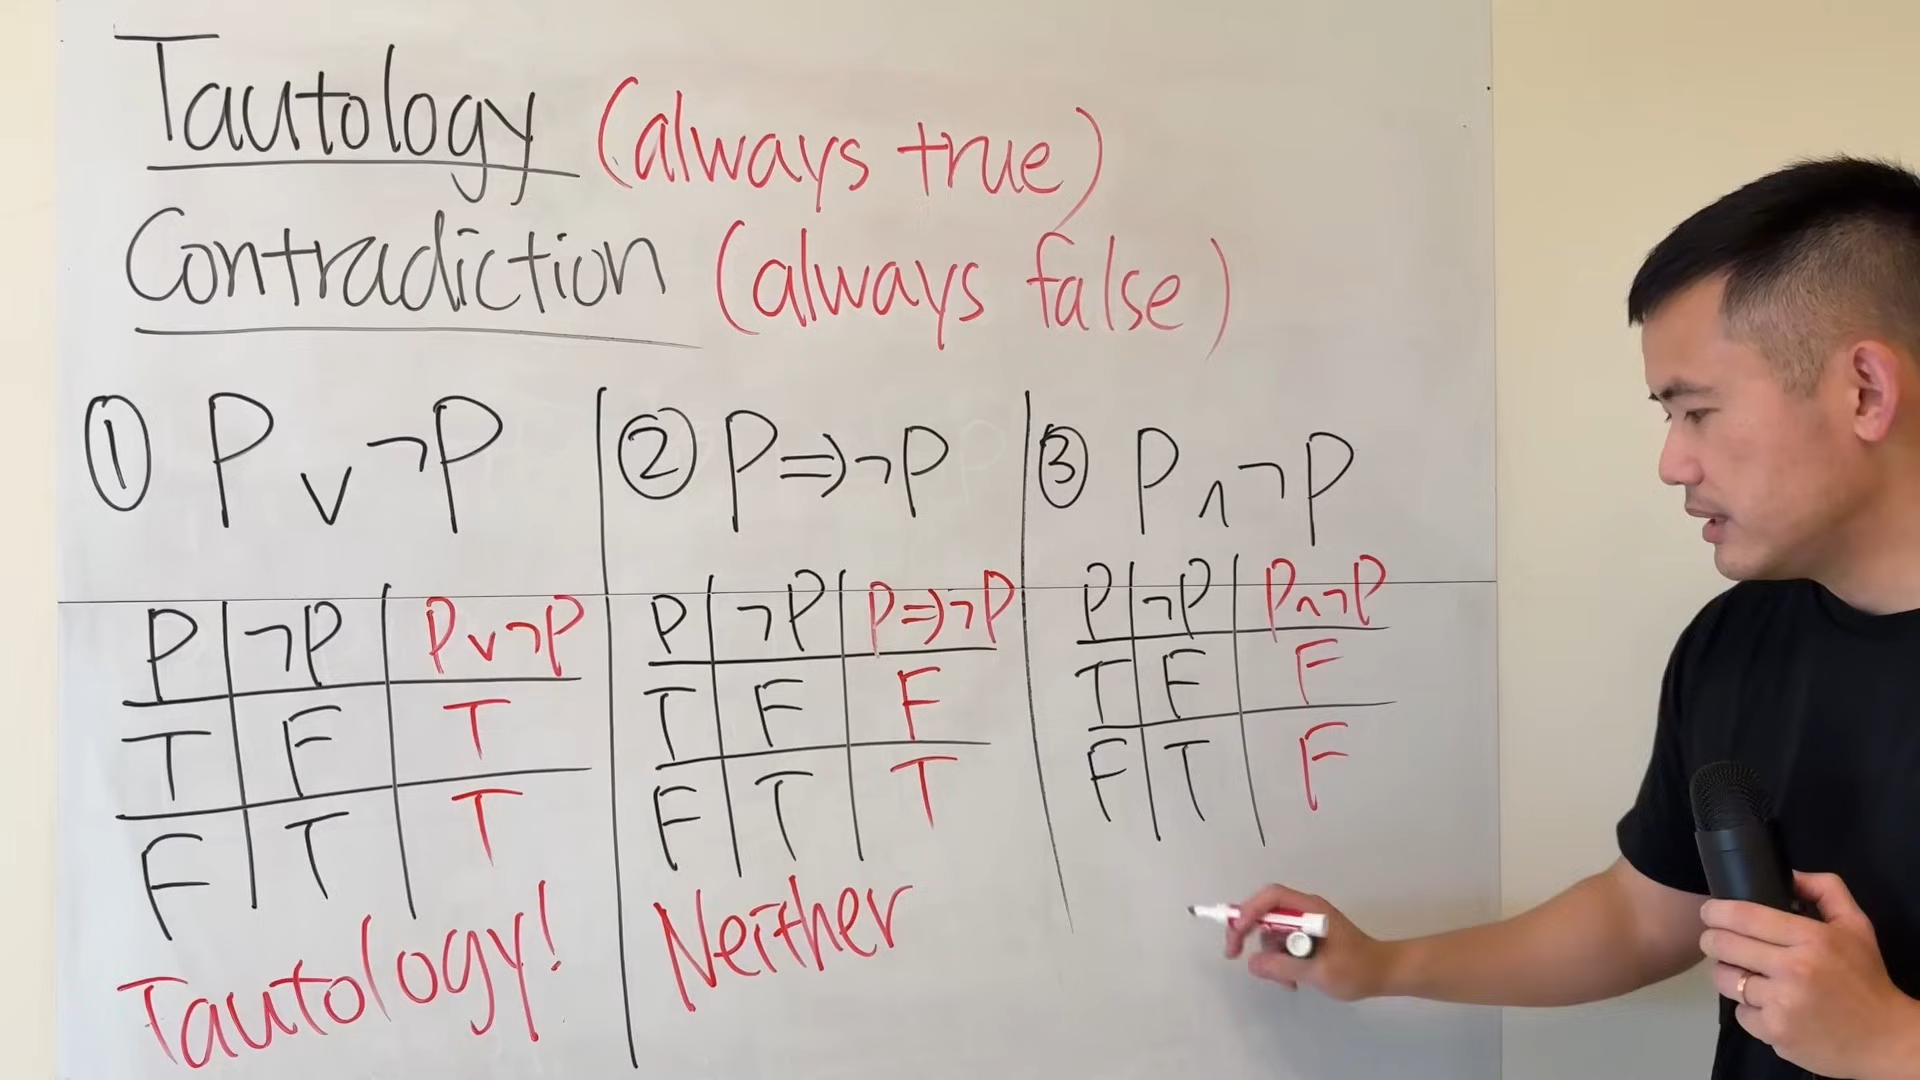 Tautology (always true)
Contradiction (always false)
① P ∨ ¬P
P | ¬P | P∨¬P
T | F | T
F | T | T
Tautology!
② P⇒¬P
P | ¬P | P⇒¬P
T | F | F
F | T | T
Neither
③ P ∧ ¬P
P | ¬P | P∧¬P
T | F | F
F | T | F